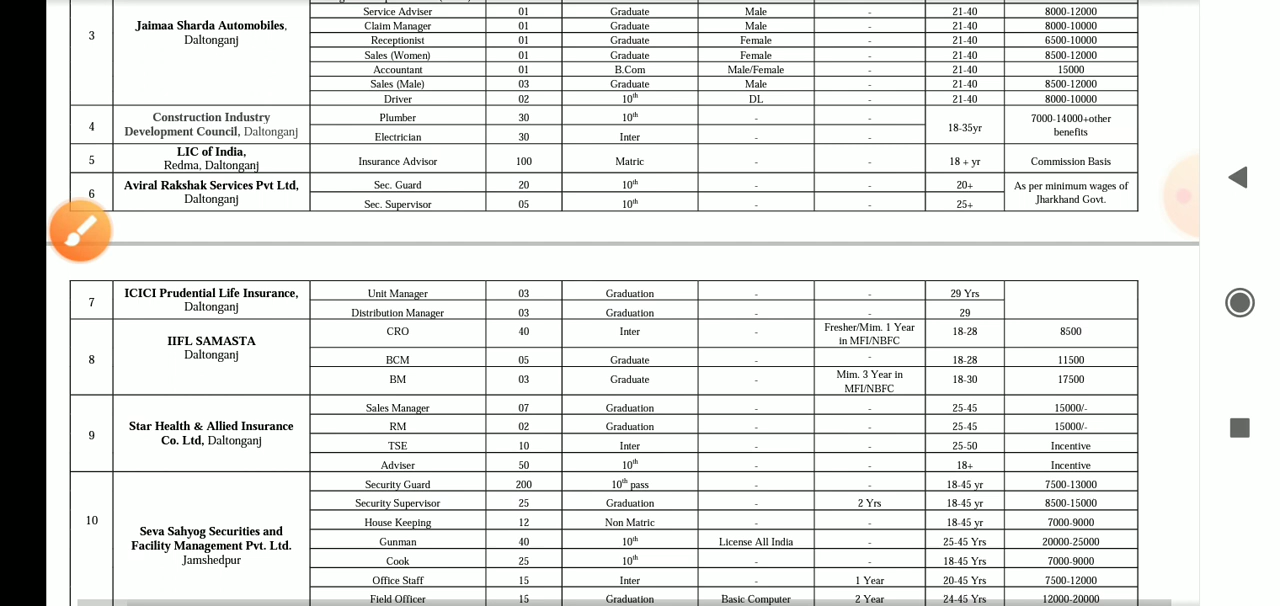 3 Jaimaa Sharda Automobiles, Daltonganj
Service Adviser 01 Graduate Male - 21-40 8000-12000
Claim Manager 01 Graduate Male - 21-40 8000-10000
Receptionist 01 Graduate Female - 21-40 6500-10000
Sales (Women) 01 Graduate Female - 21-40 8500-12000
Accountant 01 B.Com Male/Female - 21-40 15000
Sales (Male) 03 Graduate Male - 21-40 8500-12000
Driver 02 10th DL - 21-40 8000-10000
4 Construction Industry Development Council, Daltonganj
Plumber 30 10th - - 18-35yr 7000-14000+other benefits
Electrician 30 Inter - -
5 LIC of India, Redma, Daltonganj
Insurance Advisor 100 Matric - - 18 + yr Commission Basis
6 Aviral Rakshak Services Pvt Ltd, Daltonganj
Sec. Guard 20 10th - - 20+ As per minimum wages of Jharkhand Govt.
Sec. Supervisor 05 10th - - 25+
7 ICICI Prudential Life Insurance, Daltonganj
Unit Manager 03 Graduation - - 29 Yrs
Distribution Manager 03 Graduation - - 29
8 IIFL SAMASTA Daltonganj
CRO 40 Inter - Fresher/Mim. 1 Year in MFI/NBFC 18-28 8500
BCM 05 Graduate - - 18-28 11500
BM 03 Graduate - Mim. 3 Year in MFI/NBFC 18-30 17500
9 Star Health & Allied Insurance Co. Ltd, Daltonganj
Sales Manager 07 Graduation - - 25-45 15000/-
RM 02 Graduation - - 25-45 15000/-
TSE 10 Inter - - 25-50 Incentive
Adviser 50 10th - - 18+ Incentive
10 Seva Sahyog Securities and Facility Management Pvt. Ltd. Jamshedpur
Security Guard 200 10th pass - - 18-45 yr 7500-13000
Security Supervisor 25 Graduation - 2 Yrs 18-45 yr 8500-15000
House Keeping 12 Non Matric - - 18-45 yr 7000-9000
Gunman 40 10th License All India - 25-45 Yrs 20000-25000
Cook 25 10th - - 18-45 Yrs 7000-9000
Office Staff 15 Inter - 1 Year 20-45 Yrs 7500-12000
Field Officer 15 Graduation Basic Computer 2 Year 24-45 Yrs 12000-20000